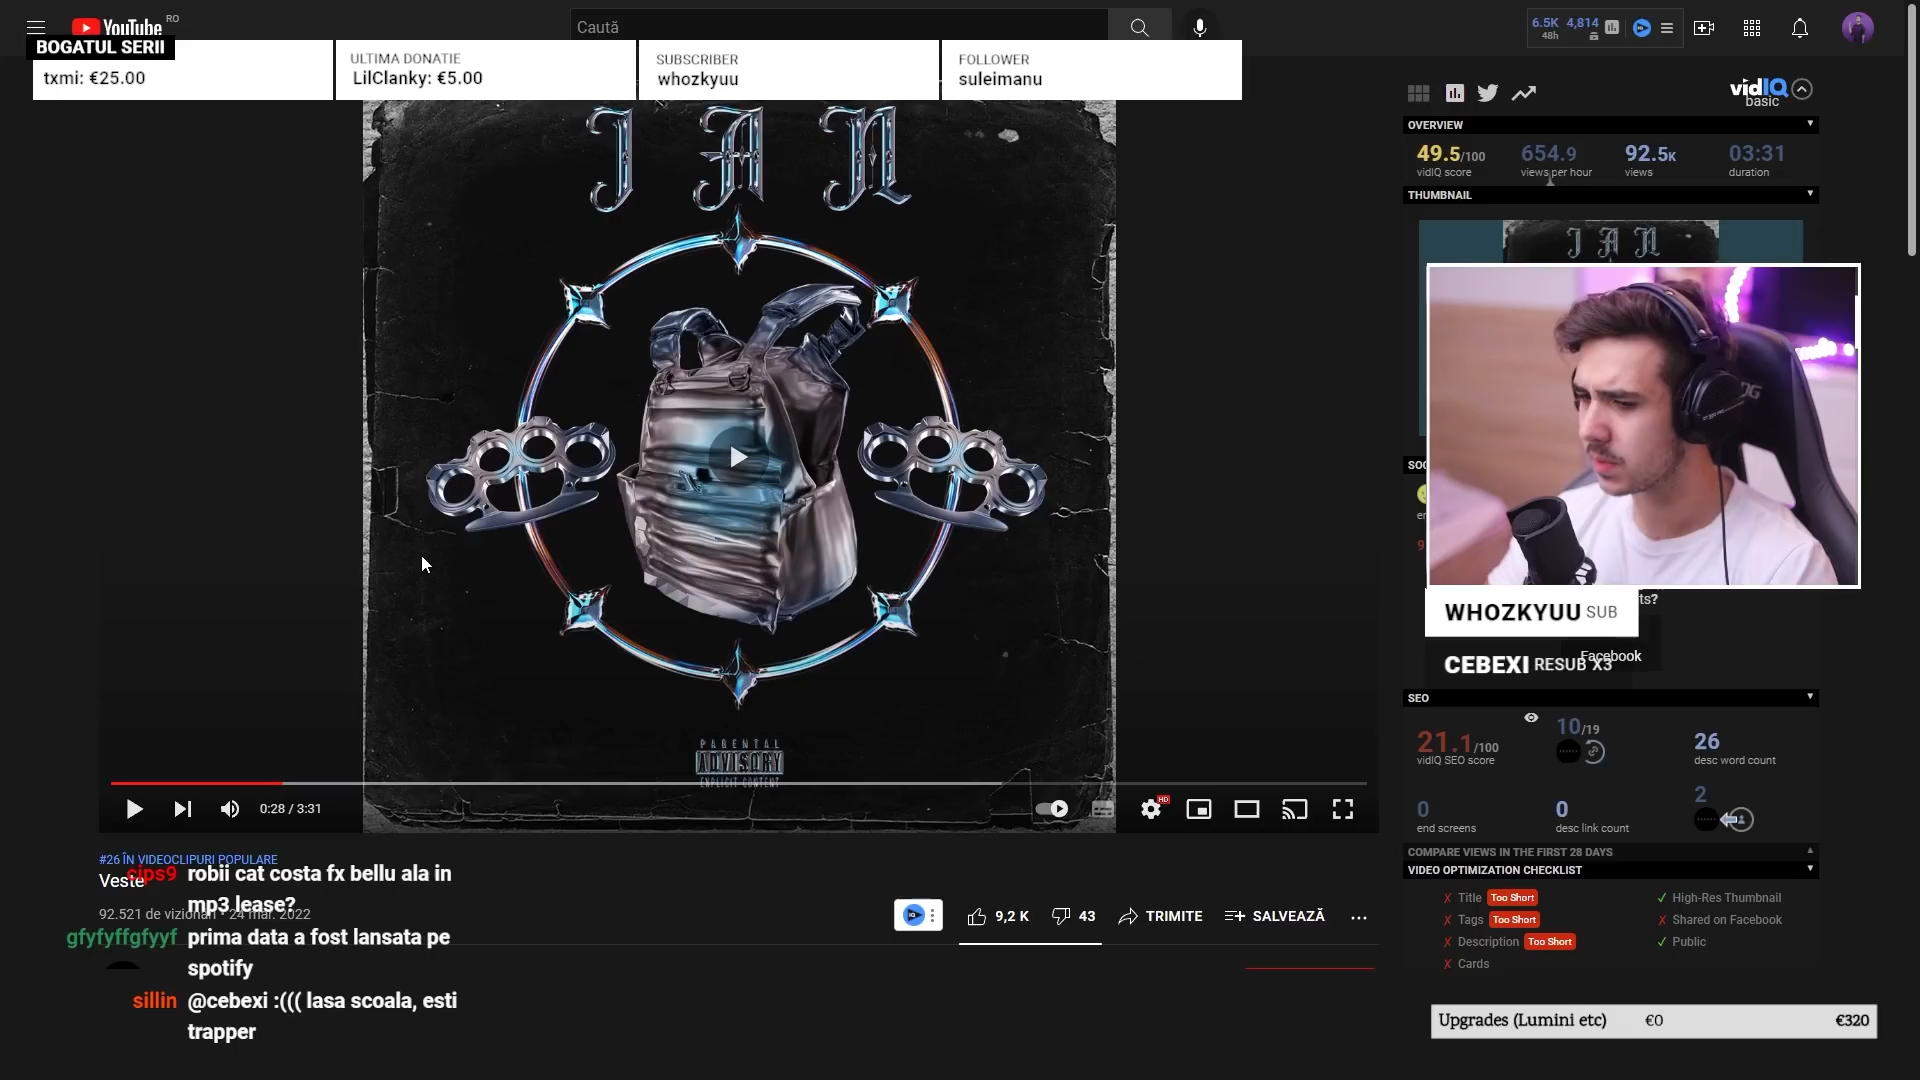 YouTube
RO
Caută
6.5K
48h
4,814
BOGATUL SERII
txmi: €25.00
ULTIMA DONATIE
LilClanky: €5.00
SUBSCRIBER
whozkyuu
FOLLOWER
suleimanu
vidIQ
basic
OVERVIEW
49.5/100
vidIQ score
654.9
views per hour
92.5K
views
03:31
duration
THUMBNAIL
JAN
JAN
SOC
WHOZKYUU SUB
ts?
CEBEXI RESUB X3
Facebook
PARENTAL
ADVISORY
EXPLICIT CONTENT
0:28 / 3:31
HD
SEO
21.1/100
vidIQ SEO score
10/19
26
desc word count
0
end screens
0
desc link count
2
COMPARE VIEWS IN THE FIRST 28 DAYS
VIDEO OPTIMIZATION CHECKLIST
Title Too Short
High-Res Thumbnail
Tags Too Short
Shared on Facebook
Description Too Short
Public
Cards
#26 ÎN VIDEOCLIPURI POPULARE
Veste
92.521 de vizionări • 24 mar. 2022
9,2 K
43
TRIMITE
SALVEAZĂ
cips9 robii cat costa fx bellu ala in
mp3 lease?
gfyfyffgfyyf prima data a fost lansata pe
spotify
sillin @cebexi :((( lasa scoala, esti
trapper
Upgrades (Lumini etc) €0 €320